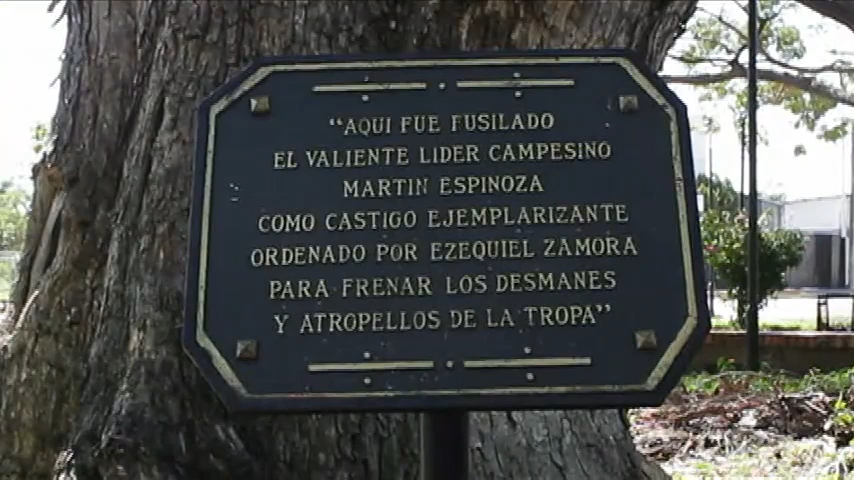 "AQUI FUE FUSILADO
EL VALIENTE LIDER CAMPESINO
MARTIN ESPINOZA
COMO CASTIGO EJEMPLARIZANTE
ORDENADO POR EZEQUIEL ZAMORA
PARA FRENAR LOS DESMANES
Y ATROPELLOS DE LA TROPA"